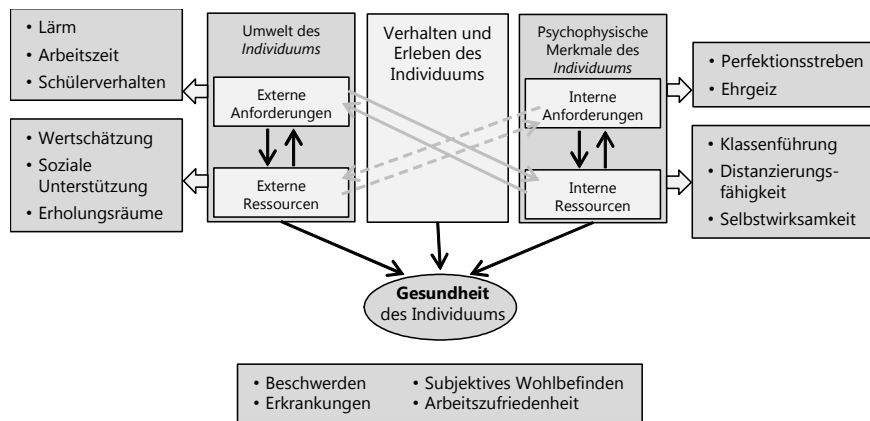 • Lärm
• Arbeitszeit
• Schülerverhalten
• Wertschätzung
• Soziale
Unterstützung
• Erholungsräume
Umwelt des
Individuums
Externe
Anforderungen
Externe
Ressourcen
Verhalten und
Erleben des
Individuums
Psychophysische
Merkmale des
Individuums
Interne
Anforderungen
Interne
Ressourcen
• Perfektionsstreben
• Ehrgeiz
• Klassenführung
• Distanzierungs-
fähigkeit
• Selbstwirksamkeit
Gesundheit
des Individuums
• Beschwerden
• Erkrankungen
• Subjektives Wohlbefinden
• Arbeitszufriedenheit